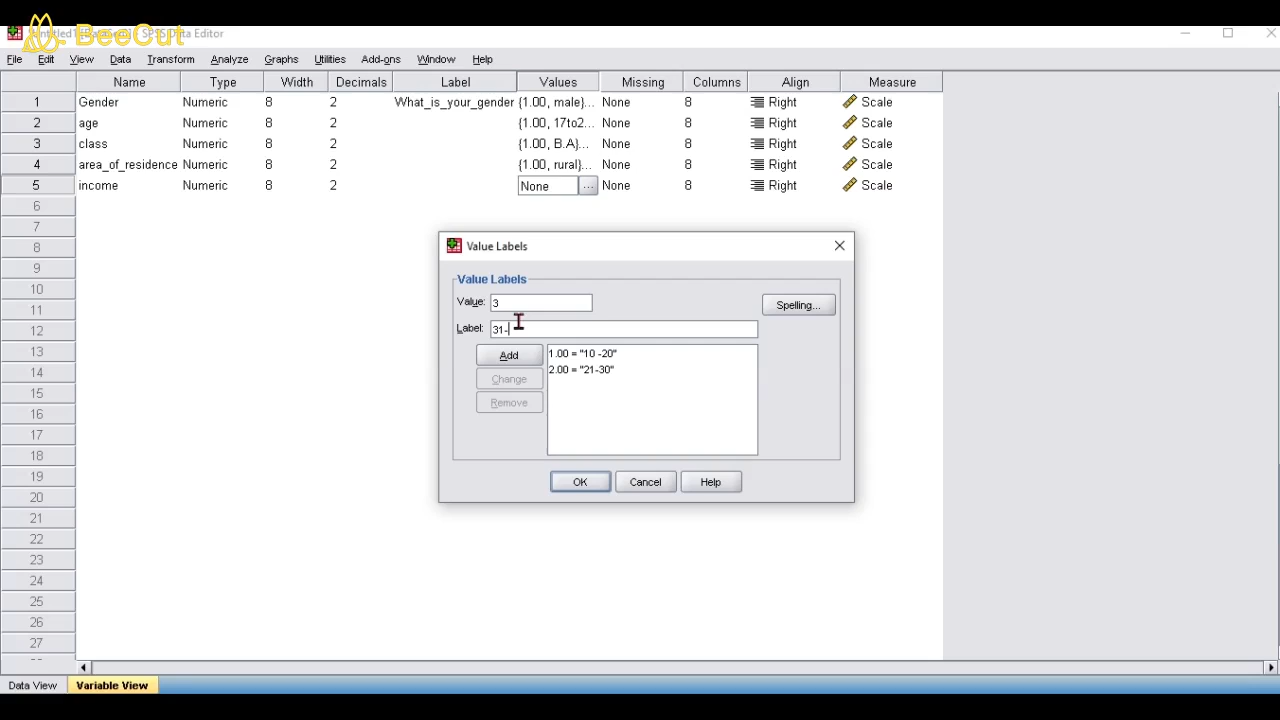 BeeCut
SPSS Data Editor
File Edit View Data Transform Analyze Graphs Utilities Add-ons Window Help
Name Type Width Decimals Label Values Missing Columns Align Measure
1 Gender Numeric 8 2 What_is_your_gender {1.00, male}... None 8 Right Scale
2 age Numeric 8 2 {1.00, 17to2... None 8 Right Scale
3 class Numeric 8 2 {1.00, B.A}... None 8 Right Scale
4 area_of_residence Numeric 8 2 {1.00, rural}... None 8 Right Scale
5 income Numeric 8 2 None ... None 8 Right Scale
6
7
8
9
10
11
12
13
14
15
16
17
18
19
20
21
22
23
24
25
26
27
Value Labels
Value Labels
Value: 3 Spelling...
Label: 31-
Add 1.00 = "10 -20"
2.00 = "21-30"
Change
Remove
OK Cancel Help
Data View Variable View